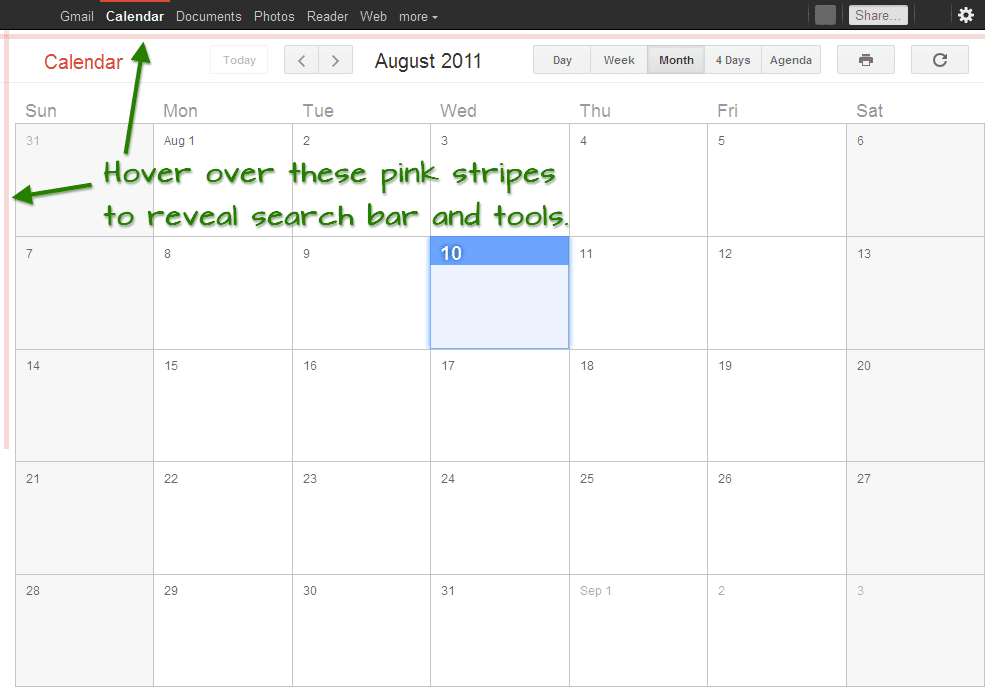 Gmail Calendar Documents Photos Reader Web more
Share...
Calendar Today August 2011 Day Week Month 4 Days Agenda
Sun Mon Tue Wed Thu Fri Sat
31 Aug 1 2 3 4 5 6
Hover over these pink stripes
to reveal search bar and tools.
7 8 9 10 11 12 13
14 15 16 17 18 19 20
21 22 23 24 25 26 27
28 29 30 31 Sep 1 2 3